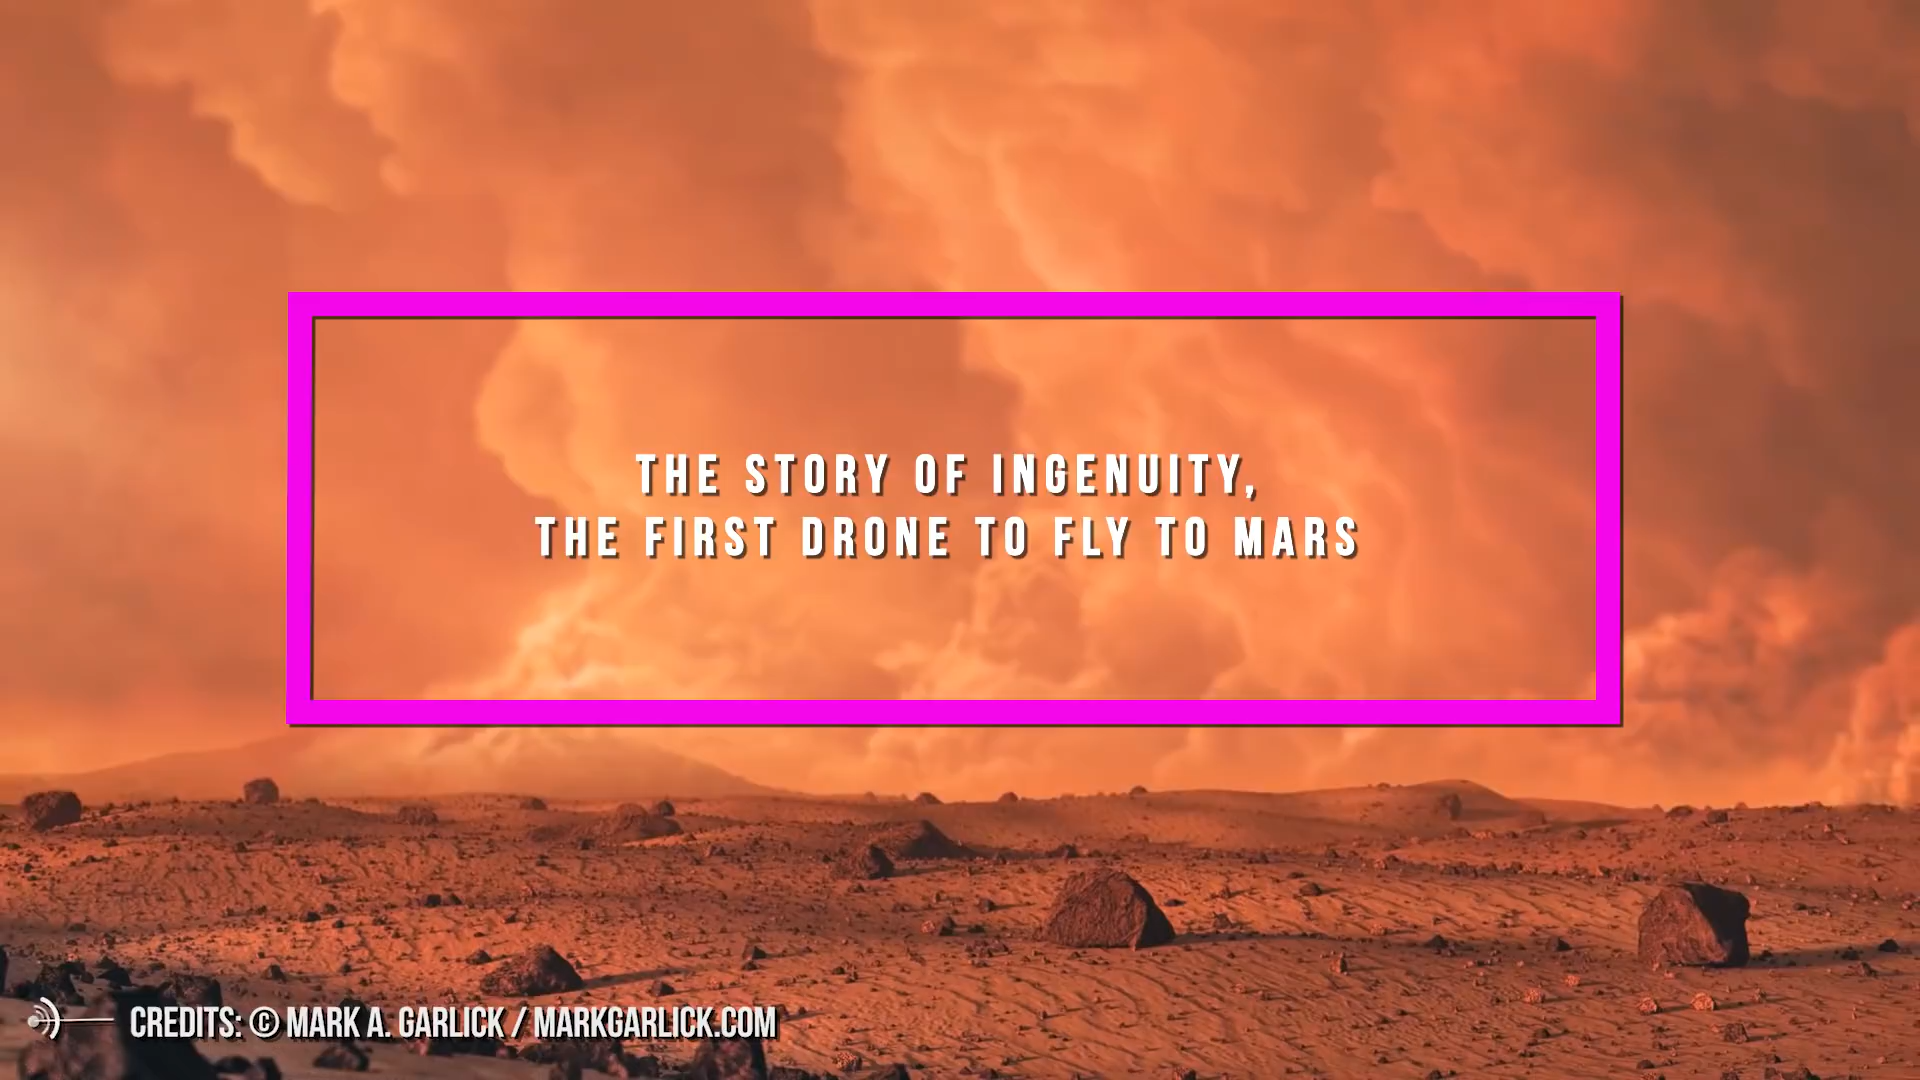 THE STORY OF INGENUITY,
THE FIRST DRONE TO FLY TO MARS
CREDITS: © MARK A. GARLICK / MARKGARLICK.COM